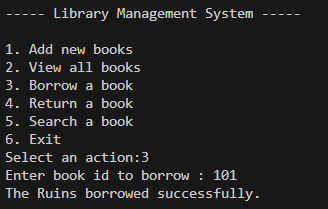 ----- Library Management System -----
1. Add new books
2. View all books
3. Borrow a book
4. Return a book
5. Search a book
6. Exit
Select an action:3
Enter book id to borrow : 101
The Ruins borrowed successfully.